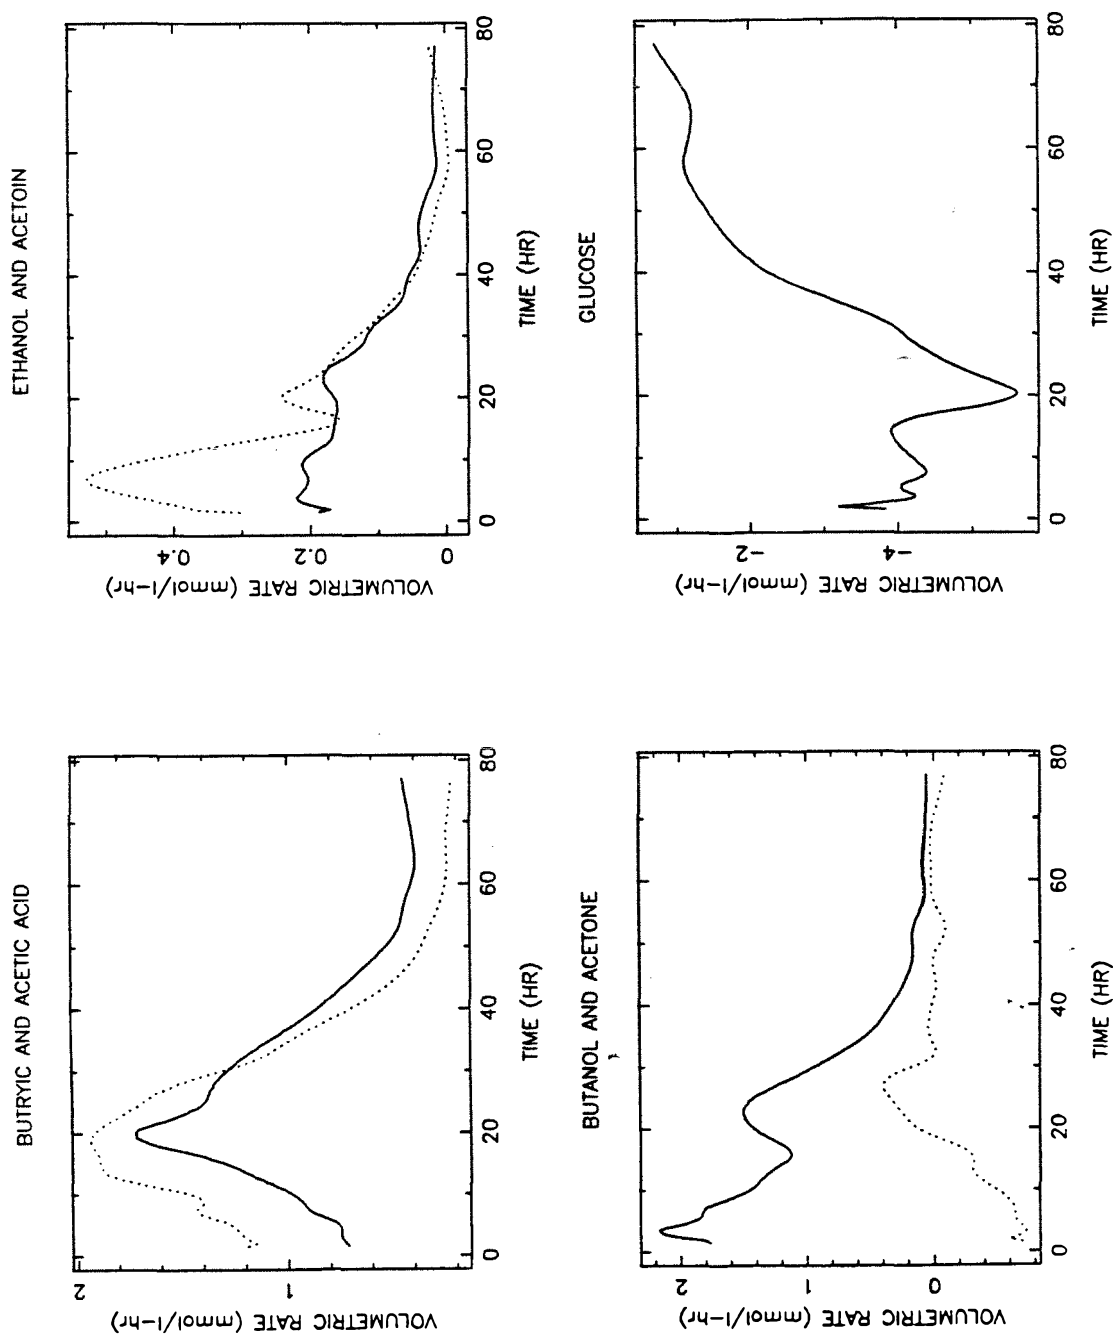 BUTRYIC AND ACETIC ACID
VOLUMETRIC RATE (mmol/l-hr)
2
1
0
20
40
60
80
TIME (HR)
ETHANOL AND ACETOIN
VOLUMETRIC RATE (mmol/l-hr)
0.4
0.2
0
0
20
40
60
80
TIME (HR)
BUTANOL AND ACETONE
VOLUMETRIC RATE (mmol/l-hr)
2
1
0
0
20
40
60
80
TIME (HR)
GLUCOSE
VOLUMETRIC RATE (mmol/l-hr)
-2
-4
0
20
40
60
80
TIME (HR)